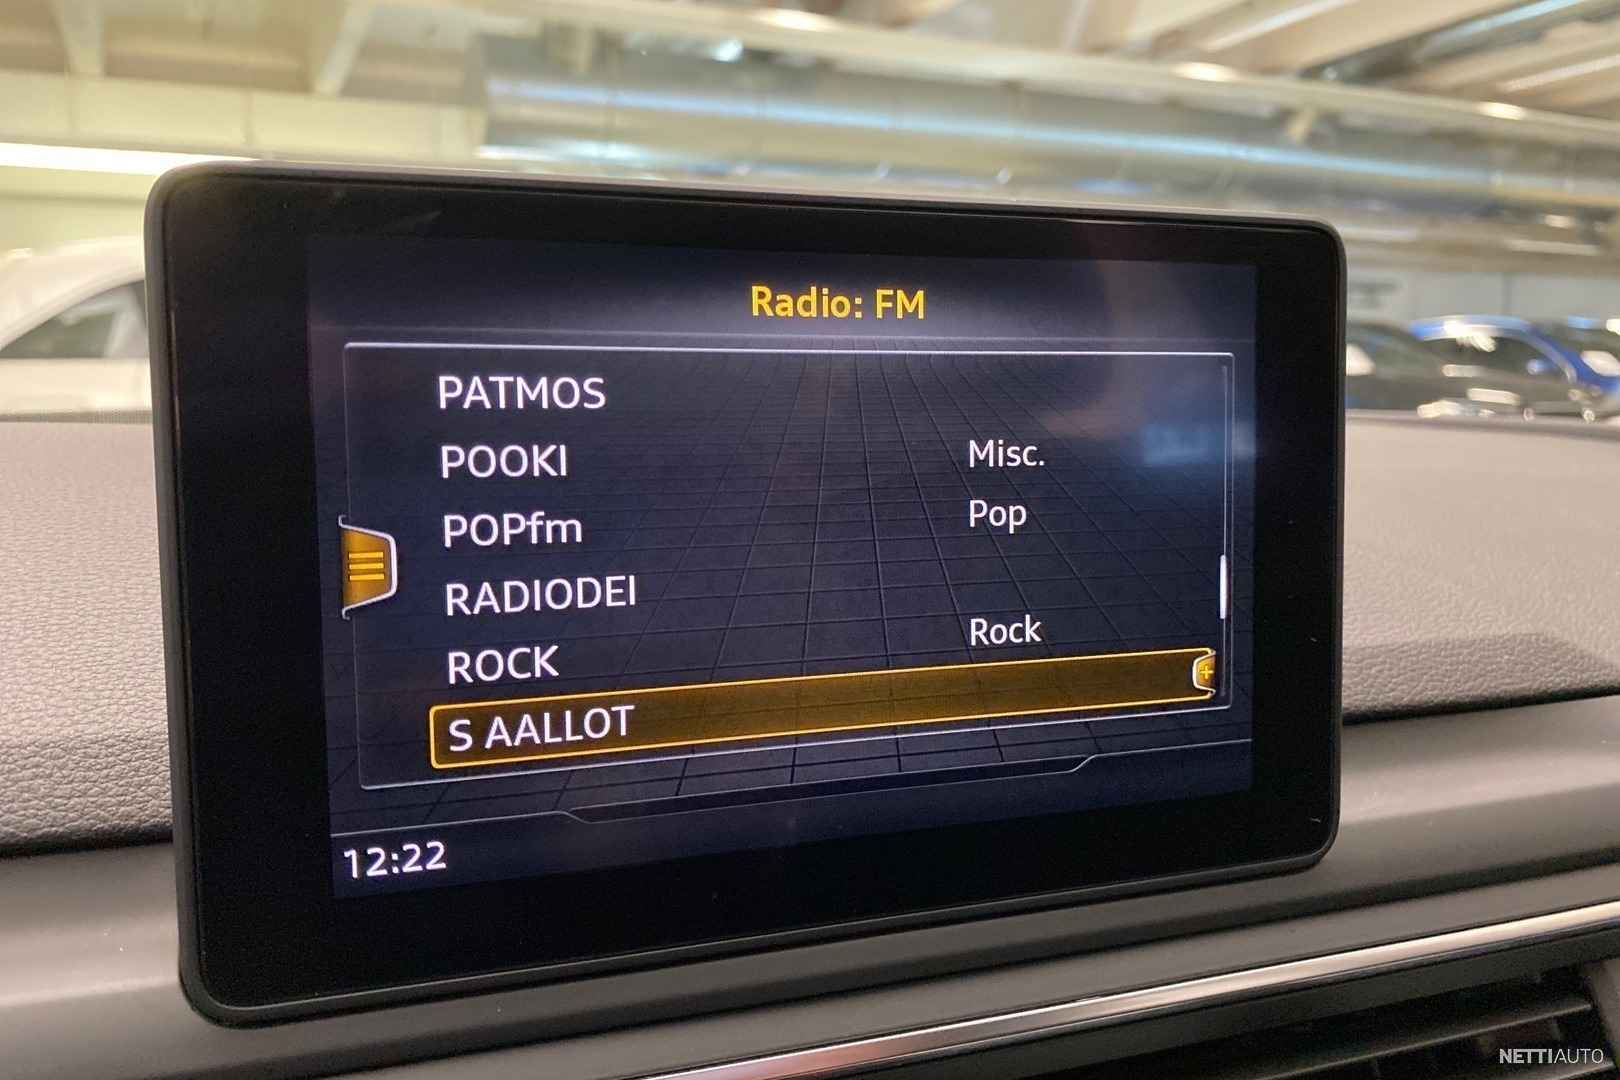 Radio: FM
PATMOS
POOKI Misc.
POPfm Pop
RADIODEI
ROCK Rock
S AALLOT
12:22
NETTIAUTO